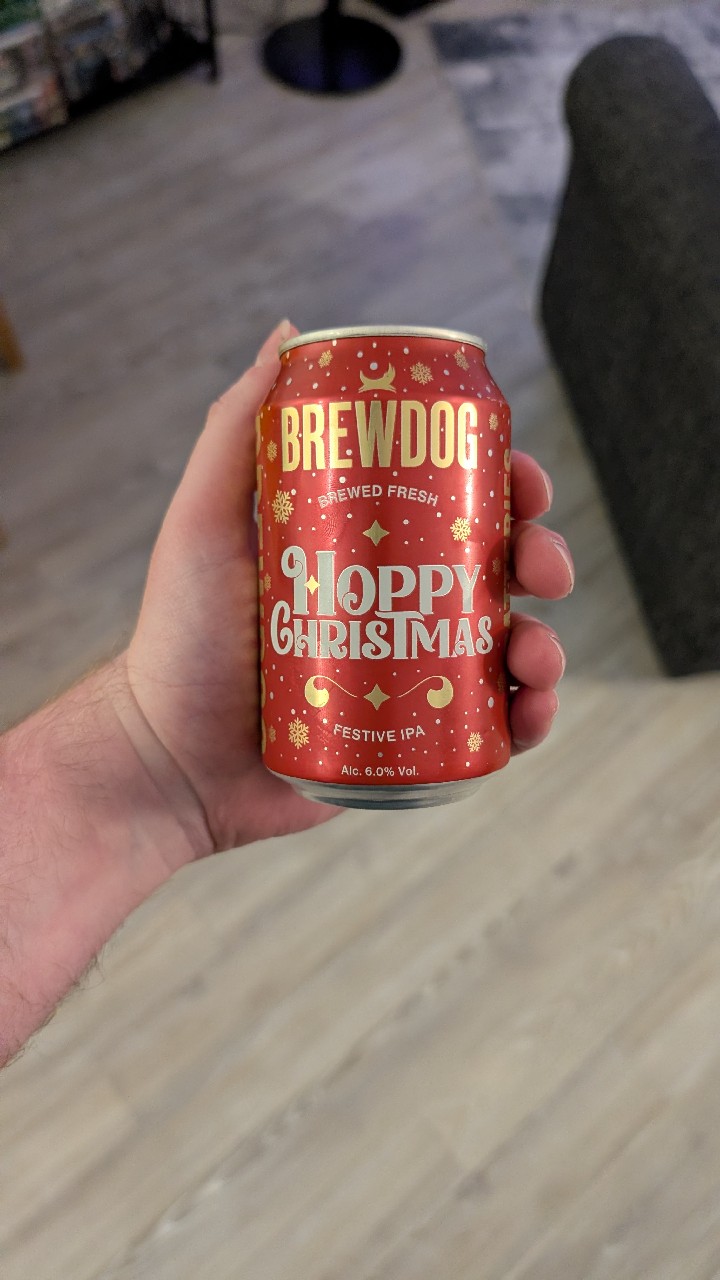 BREWDOG
BREWED FRESH
HOPPY
CHRISTMAS
FESTIVE IPA
Alc. 6.0% Vol.